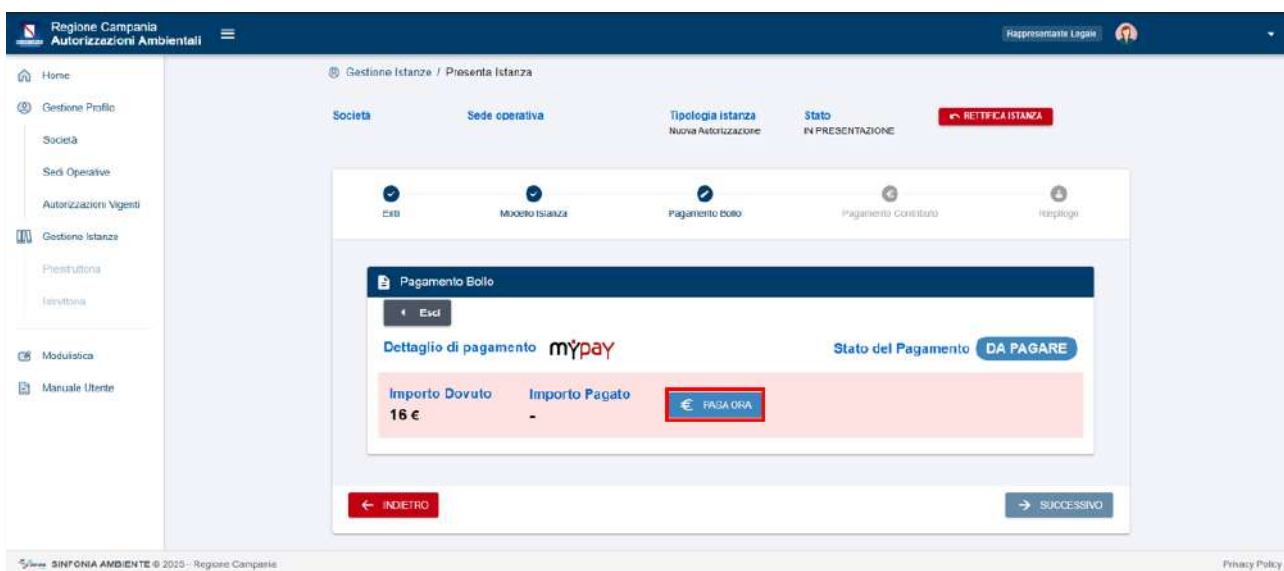 Regione Campania
Autorizzazioni Ambientali
Rappresentante Legale
Home
Gestione Profilo
Società
Sedi Operative
Autorizzazioni Vigenti
Gestione Istanze
Preistruttoria
Istruttoria
Modulistica
Manuale Utente
Gestione Istanze / Presenta Istanza
Società
Sede operativa
Tipologia istanza
Nuova Autorizzazione
Stato
IN PRESENTAZIONE
RETTIFICA ISTANZA
Esiti
Modello Istanza
Pagamento Bollo
Pagamento Contributo
Riepilogo
Pagamento Bollo
Esci
Dettaglio di pagamento mypay
Stato del Pagamento DA PAGARE
Importo Dovuto
16 €
Importo Pagato
-
€ PAGA ORA
INDIETRO
SUCCESSIVO
SINFONIA AMBIENTE © 2025 - Regione Campania
Privacy Policy